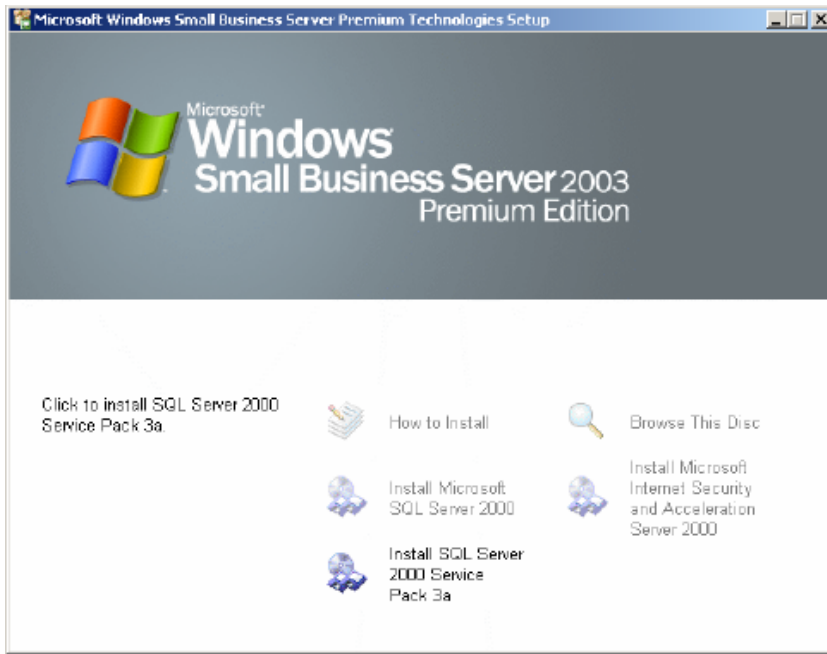 Microsoft Windows Small Business Server Premium Technologies Setup
Microsoft
Windows
Small Business Server 2003
Premium Edition
Click to install SQL Server 2000
Service Pack 3a.
How to Install
Browse This Disc
Install Microsoft
SQL Server 2000
Install Microsoft
Internet Security
and Acceleration
Server 2000
Install SQL Server
2000 Service
Pack 3a